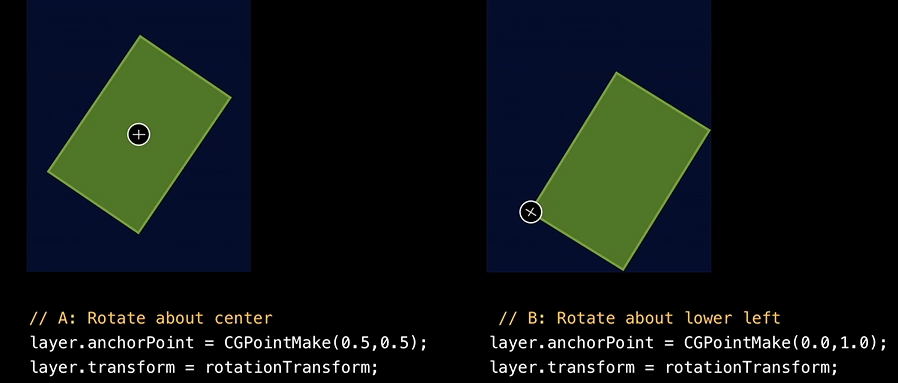 // A: Rotate about center
layer.anchorPoint = CGPointMake(0.5,0.5);
layer.transform = rotationTransform;
// B: Rotate about lower left
layer.anchorPoint = CGPointMake(0.0,1.0);
layer.transform = rotationTransform;